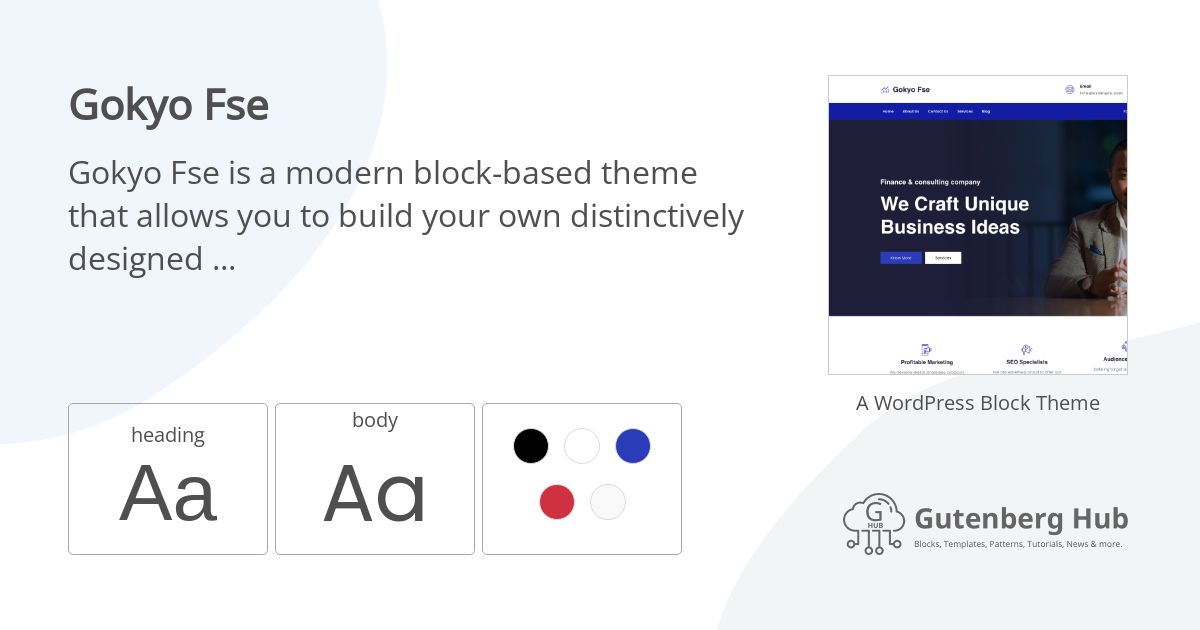 Gokyo Fse
Gokyo Fse is a modern block-based theme
that allows you to build your own distinctively
designed ...
heading
Aa
body
Aa
Gokyo Fse
Email
info@example.com
Home About Us Contact Us Services Blog
Finance & consulting company
We Craft Unique
Business Ideas
Know More Services
Profitable Marketing SEO Specialists Audience
A WordPress Block Theme
G
HUB
Gutenberg Hub
Blocks, Templates, Patterns, Tutorials, News & more.